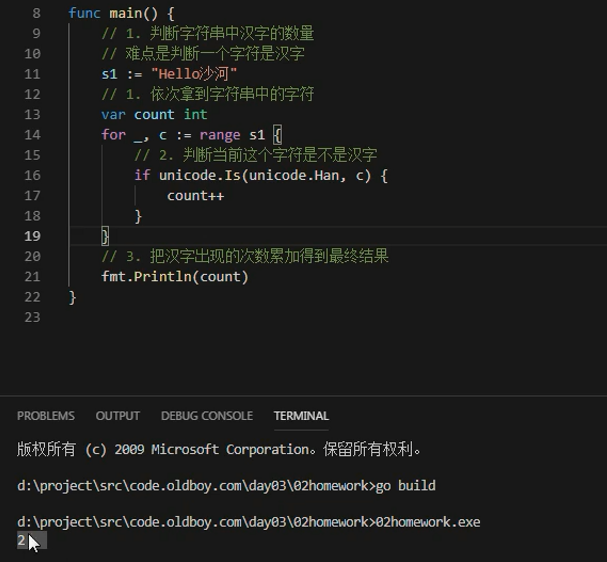 8 func main() {
9 // 1. 判断字符串中汉字的数量
10 // 难点是判断一个字符是汉字
11 s1 := "Hello沙河"
12 // 1. 依次拿到字符串中的字符
13 var count int
14 for _, c := range s1 {
15 // 2. 判断当前这个字符是不是汉字
16 if unicode.Is(unicode.Han, c) {
17 count++
18 }
19 }
20 // 3. 把汉字出现的次数累加得到最终结果
21 fmt.Println(count)
22 }
23
PROBLEMS OUTPUT DEBUG CONSOLE TERMINAL
版权所有 (c) 2009 Microsoft Corporation。保留所有权利。
d:\project\src\code.oldboy.com\day03\02homework>go build
d:\project\src\code.oldboy.com\day03\02homework>02homework.exe
2